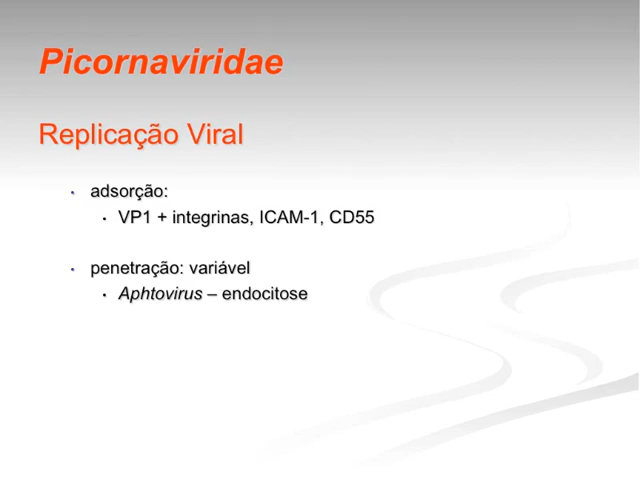 Picornaviridae
Replicação Viral
• adsorção:
• VP1 + integrinas, ICAM-1, CD55
• penetração: variável
• Aphtovirus – endocitose